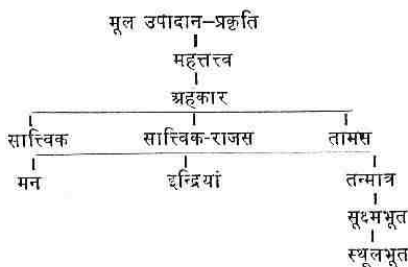 मूल उपादान–प्रकृति
महत्तत्त्व
अहंकार
सात्त्विक सात्त्विक-राजस तामस
मन इन्द्रियां तन्मात्र
सूक्ष्मभूत
स्थूलभूत